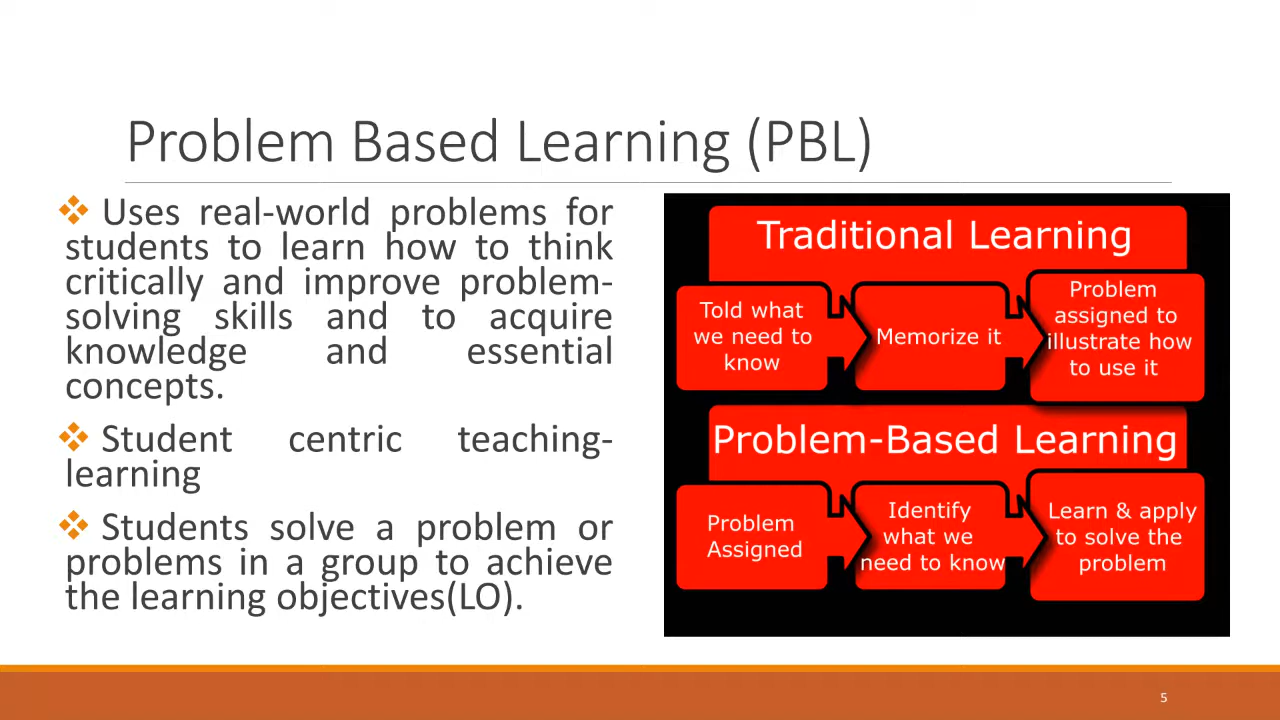 Problem Based Learning (PBL)
❖ Uses real-world problems for
students to learn how to think
critically and improve problem-
solving skills and to acquire
knowledge and essential
concepts.
❖ Student centric teaching-
learning
❖ Students solve a problem or
problems in a group to achieve
the learning objectives(LO).
Traditional Learning
Told what
we need to
know
Memorize it
Problem
assigned to
illustrate how
to use it
Problem-Based Learning
Problem
Assigned
Identify
what we
need to know
Learn & apply
to solve the
problem
5